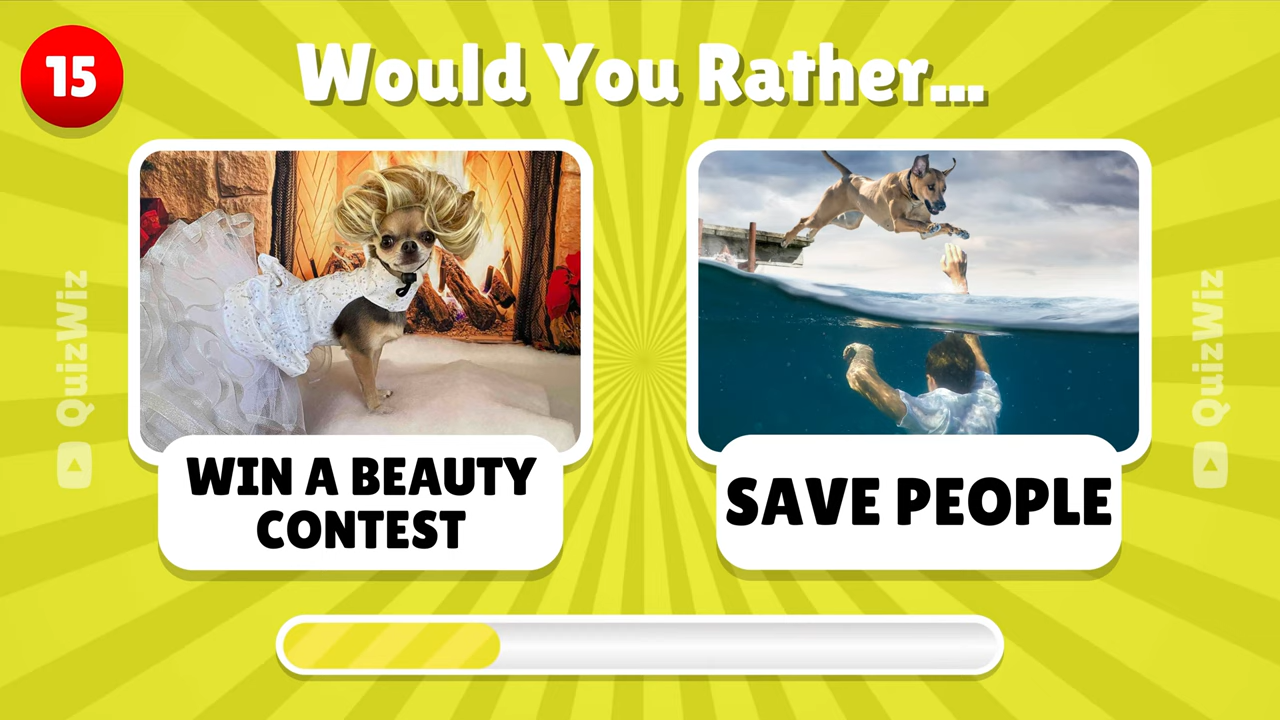 15
Would You Rather...
WIN A BEAUTY
CONTEST
SAVE PEOPLE
QuizWiz
QuizWiz